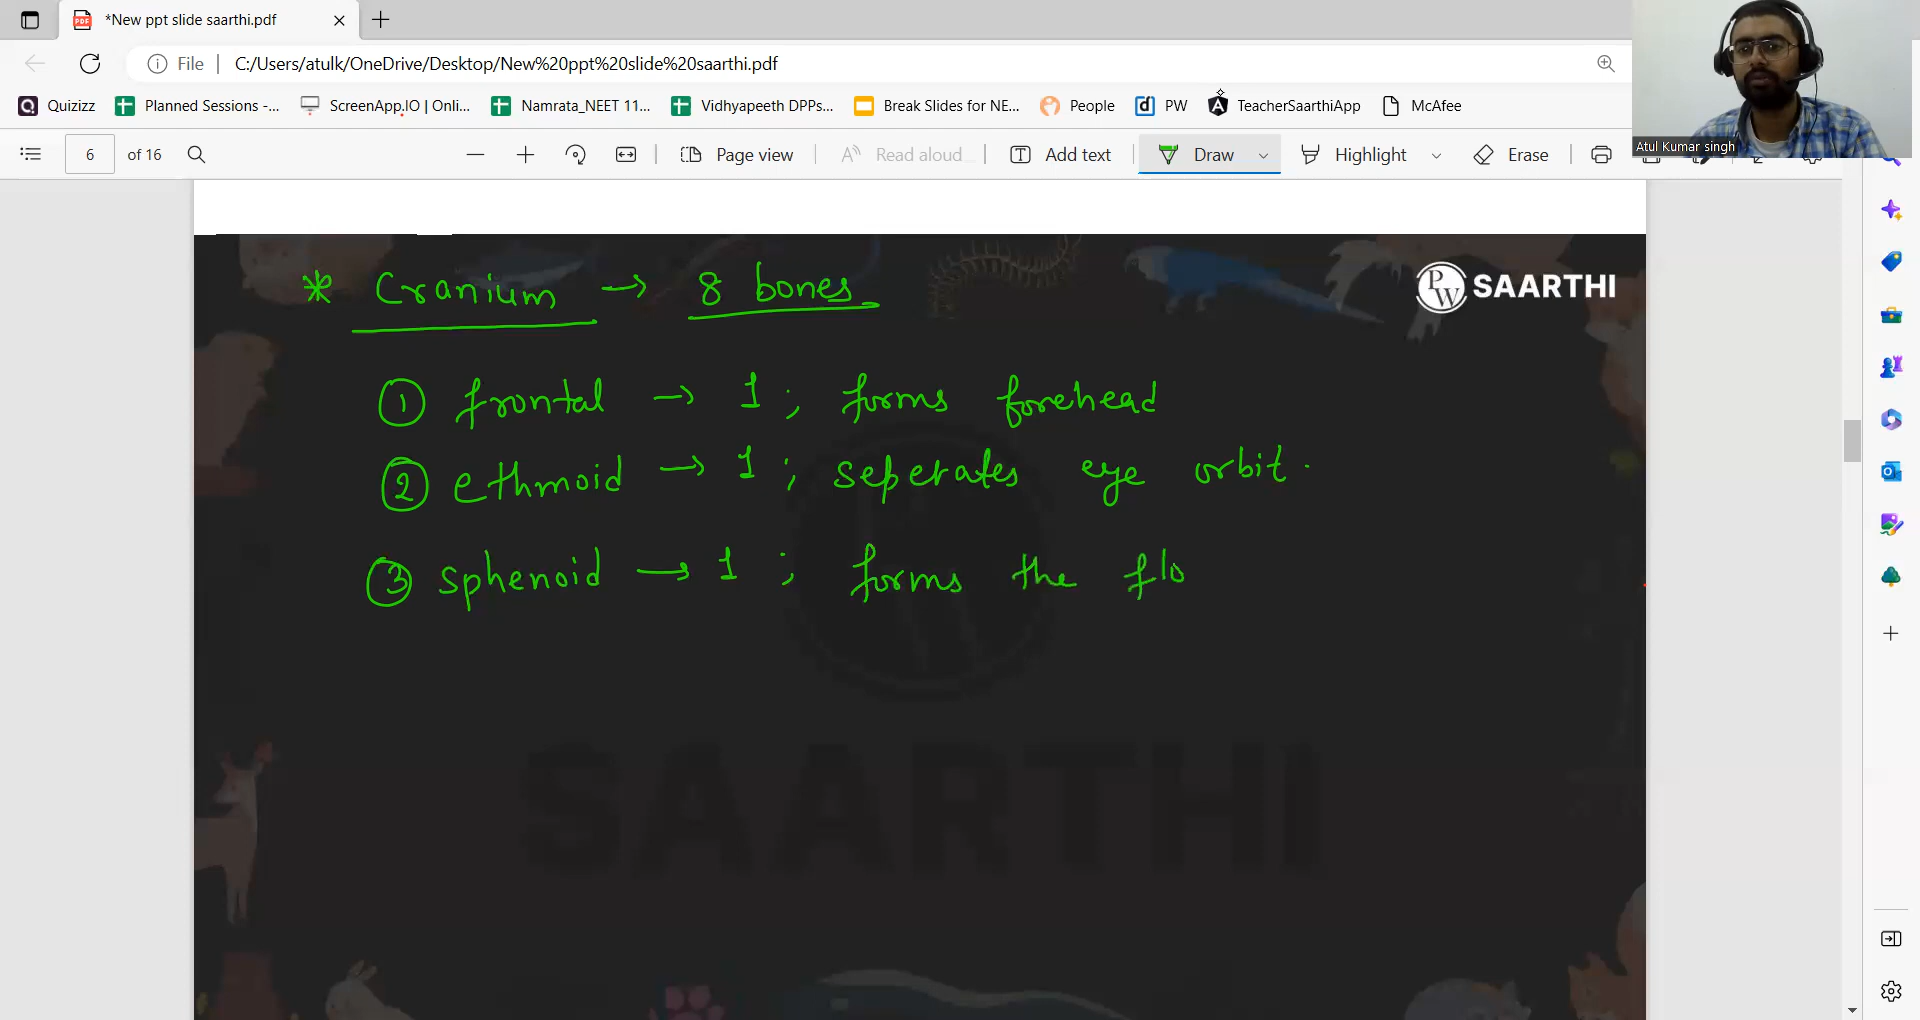 *New ppt slide saarthi.pdf
File
C:/Users/atulk/OneDrive/Desktop/New%20ppt%20slide%20saarthi.pdf
Quizizz
Planned Sessions -...
ScreenApp.IO | Onli...
Namrata_NEET 11...
Vidhyapeeth DPPs...
Break Slides for NE...
People
PW
TeacherSaarthiApp
McAfee
Atul Kumar singh
6 of 16
Page view
Read aloud
Add text
Draw
Highlight
Erase
* Cranium → 8 bones
PW SAARTHI
① frontal → 1 ; forms forehead
② ethmoid → 1 ; seperates eye orbit .
③ sphenoid → 1 ; forms the flo
SAARTHI